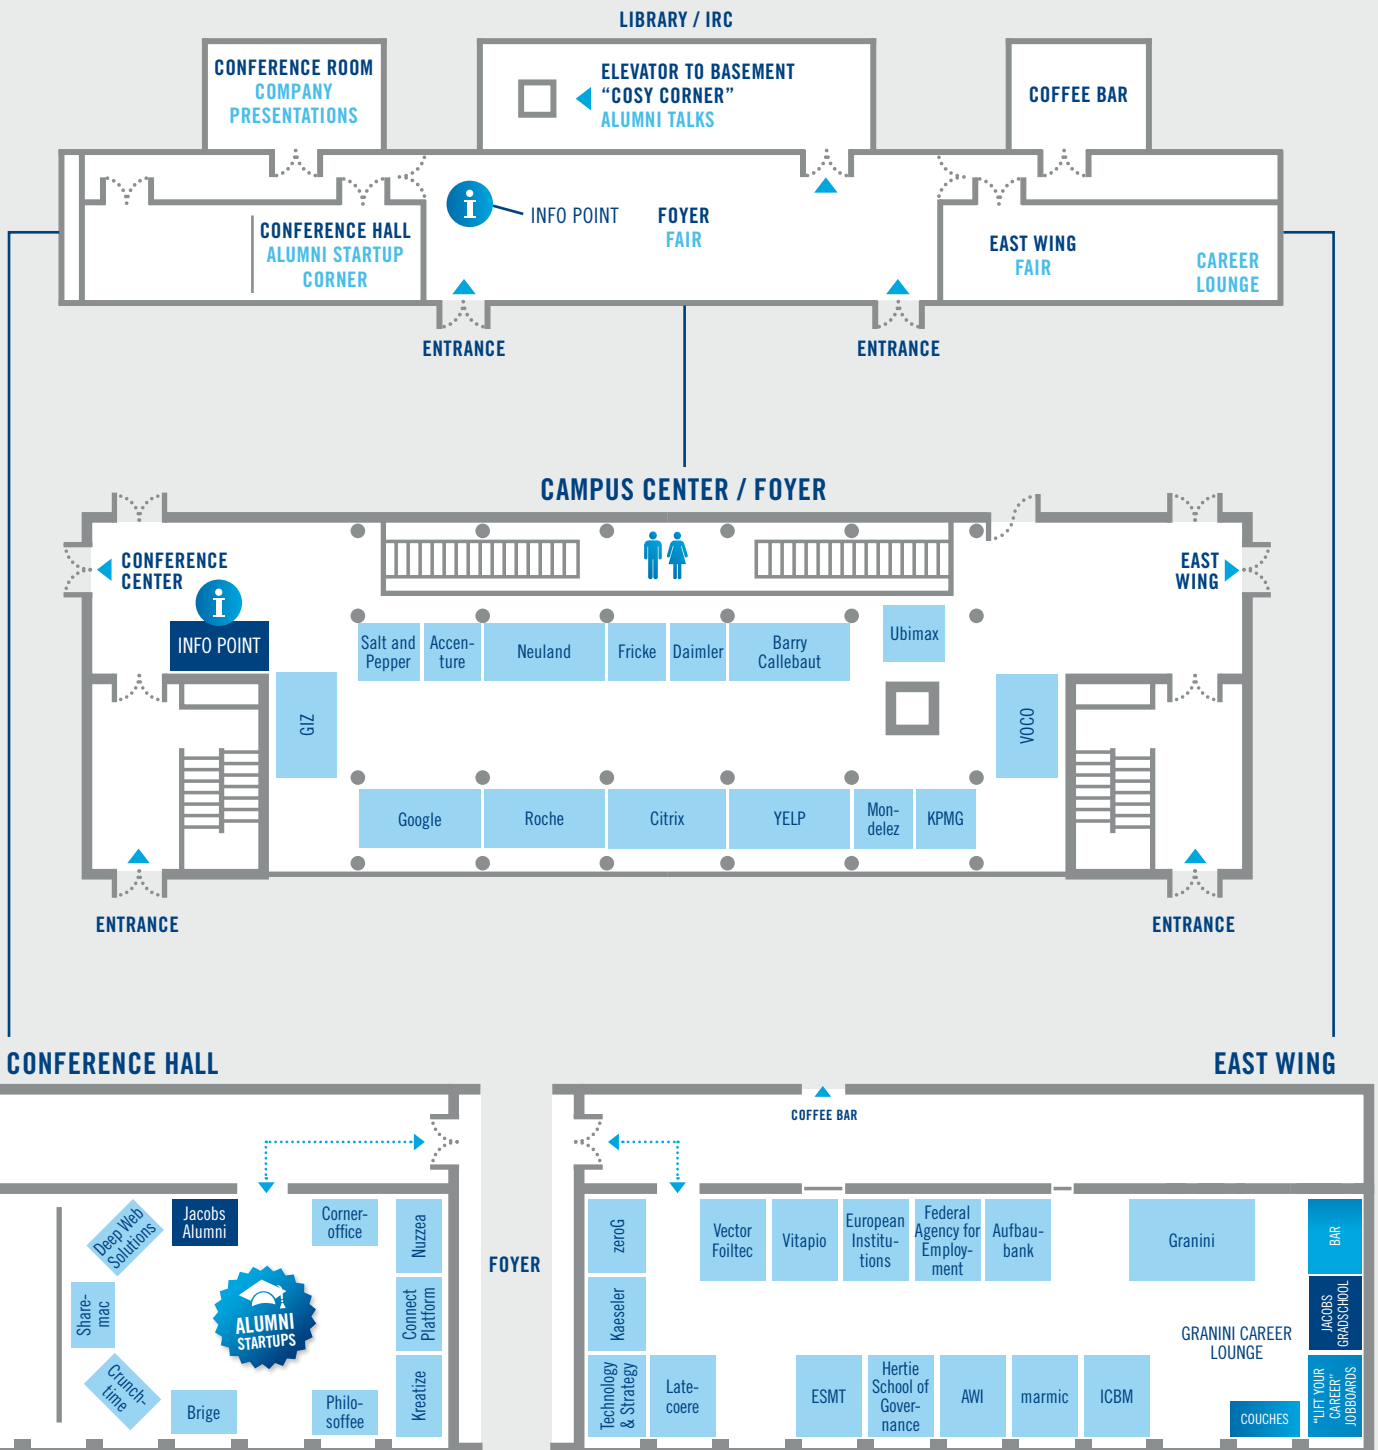 LIBRARY / IRC
CONFERENCE ROOM
COMPANY
PRESENTATIONS
ELEVATOR TO BASEMENT
“COSY CORNER”
ALUMNI TALKS
COFFEE BAR
i
INFO POINT
FOYER
FAIR
CONFERENCE HALL
ALUMNI STARTUP
CORNER
EAST WING
FAIR
CAREER
LOUNGE
ENTRANCE
ENTRANCE
CAMPUS CENTER / FOYER
CONFERENCE
CENTER
EAST
WING
i
INFO POINT
Salt and
Pepper
Accen-
ture
Neuland
Fricke
Daimler
Barry
Callebaut
Ubimax
GIZ
VOCO
Google
Roche
Citrix
YELP
Mon-
delez
KPMG
ENTRANCE
ENTRANCE
CONFERENCE HALL
EAST WING
COFFEE BAR
Deep Web
Solutions
Jacobs
Alumni
Corner-
office
Nuzzea
Share-
mac
ALUMNI
STARTUPS
Connect
Platform
Crunch-
time
Brige
Philo-
soffee
Kreatize
FOYER
zeroG
Vector
Foiltec
Vitapio
European
Institu-
tions
Federal
Agency for
Employ-
ment
Aufbau-
bank
Granini
BAR
Kaeseler
JACOBS
GRADSCHOOL
GRANINI CAREER
LOUNGE
Technology
& Strategy
Late-
coere
ESMT
Hertie
School of
Gover-
nance
AWI
marmic
ICBM
COUCHES
“LIFT YOUR
CAREER”
JOBBOARDS